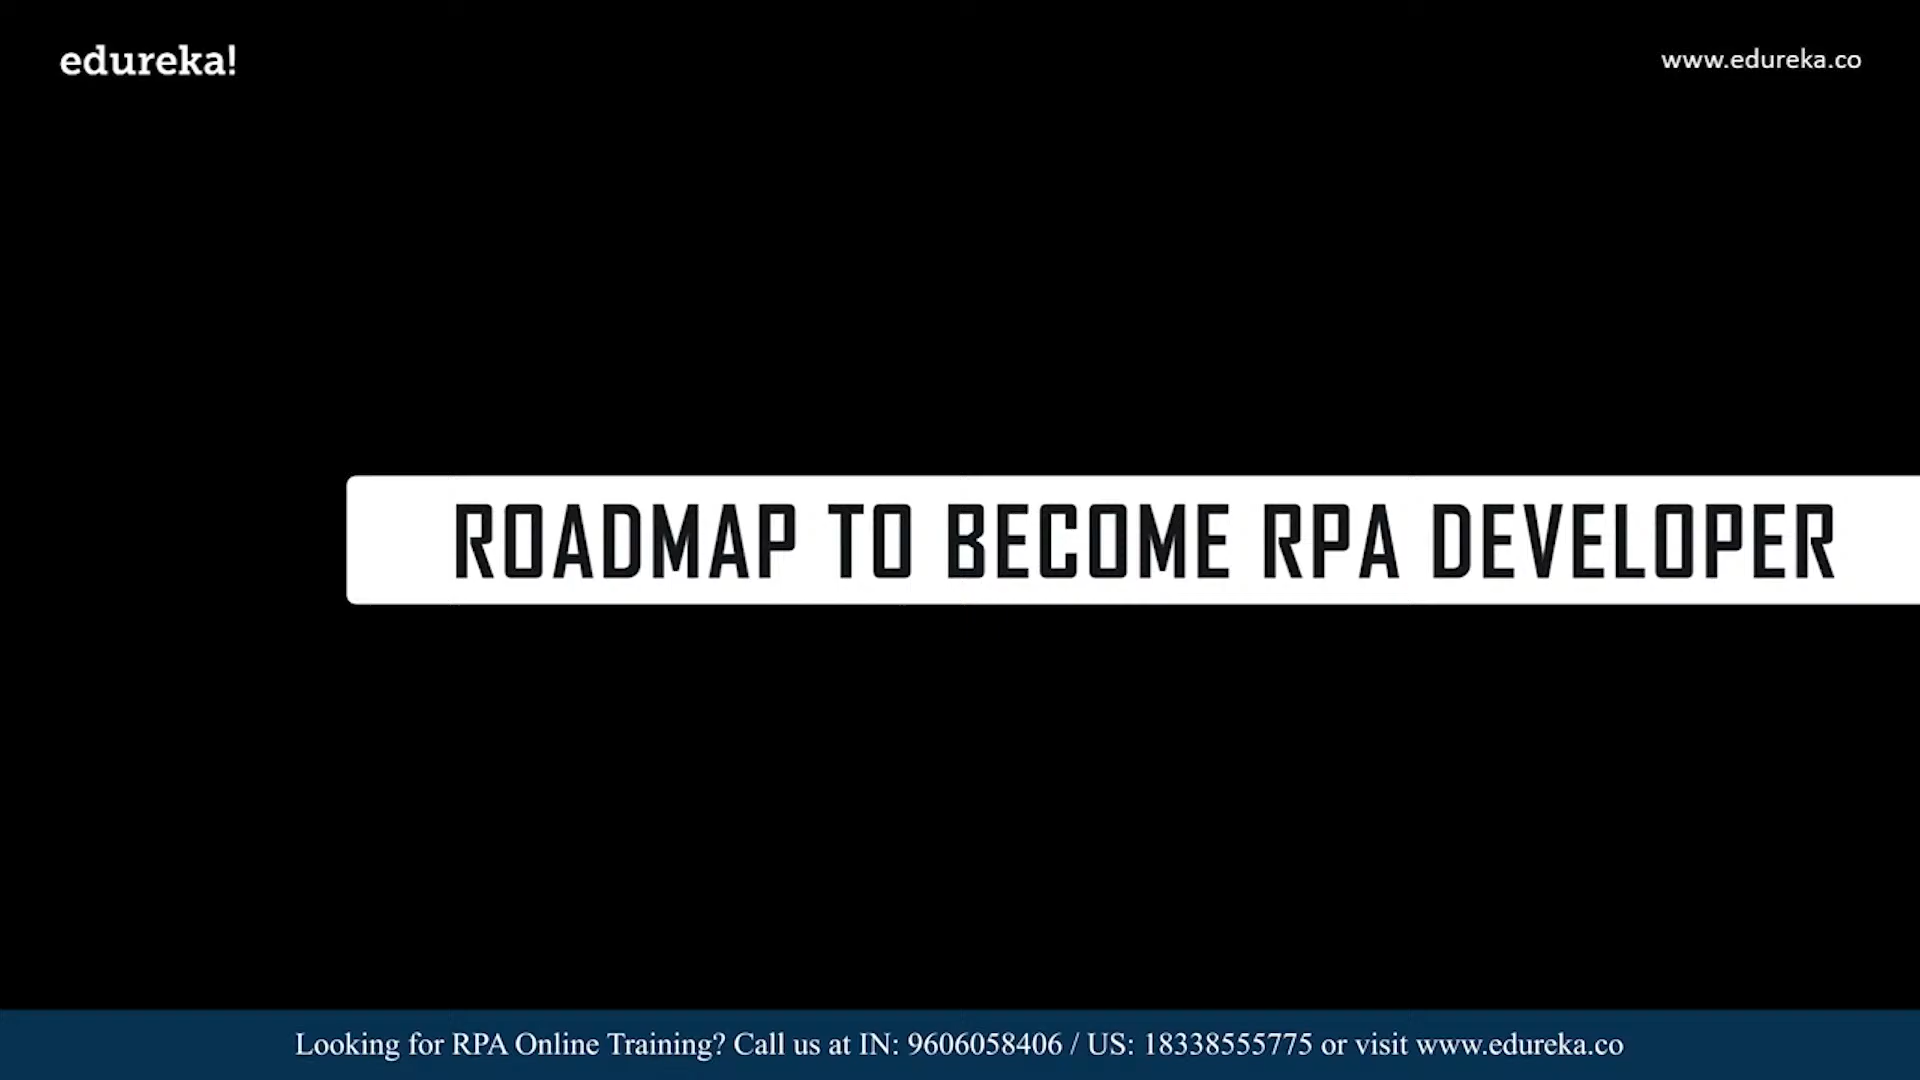 edureka!
www.edureka.co
ROADMAP TO BECOME RPA DEVELOPER
Looking for RPA Online Training? Call us at IN: 9606058406 / US: 18338555775 or visit www.edureka.co